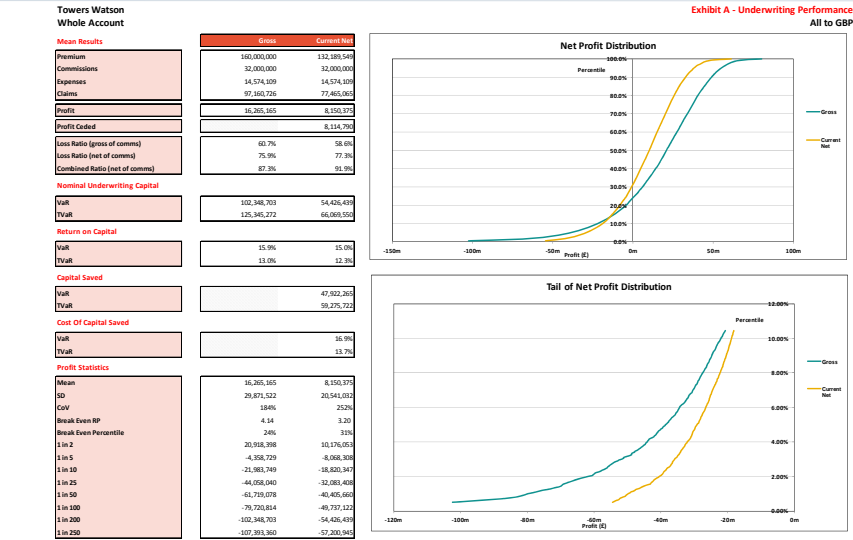 Towers Watson
Exhibit A - Underwriting Performance
Whole Account
All to GBP
Mean Results Gross Current Net
Premium 160,000,000 132,189,549
Commissions 32,000,000 32,000,000
Expenses 14,574,109 14,574,109
Claims 97,160,726 77,465,065
Profit 16,265,165 8,150,375
Profit Ceded 8,114,790
Loss Ratio (gross of comms) 60.7% 58.6%
Loss Ratio (net of comms) 75.9% 77.3%
Combined Ratio (net of comms) 87.3% 91.9%
Nominal Underwriting Capital
VaR 102,348,703 54,426,439
TVaR 125,345,272 66,069,550
Return on Capital
VaR 15.9% 15.0%
TVaR 13.0% 12.3%
Capital Saved
VaR 47,922,265
TVaR 59,275,722
Cost Of Capital Saved
VaR 16.9%
TVaR 13.7%
Profit Statistics
Mean 16,265,165 8,150,375
SD 29,871,522 20,541,032
CoV 184% 252%
Break Even RP 4.14 3.20
Break Even Percentile 24% 31%
1 in 2 20,918,398 10,176,053
1 in 5 -4,358,729 -8,068,308
1 in 10 -21,983,749 -18,820,347
1 in 25 -44,058,040 -32,083,408
1 in 50 -61,719,078 -40,405,660
1 in 100 -79,720,814 -49,737,122
1 in 200 -102,348,703 -54,426,439
1 in 250 -107,393,360 -57,200,945
Net Profit Distribution
Percentile
100.0%
90.0%
80.0%
70.0%
60.0%
50.0%
40.0%
30.0%
20.0%
10.0%
0.0%
-150m -100m -50m 0m 50m 100m
Profit (£)
Gross
Current
Net
Tail of Net Profit Distribution
Percentile
12.00%
10.00%
8.00%
6.00%
4.00%
2.00%
0.00%
-120m -100m -80m -60m -40m -20m 0m
Profit (£)
Gross
Current
Net